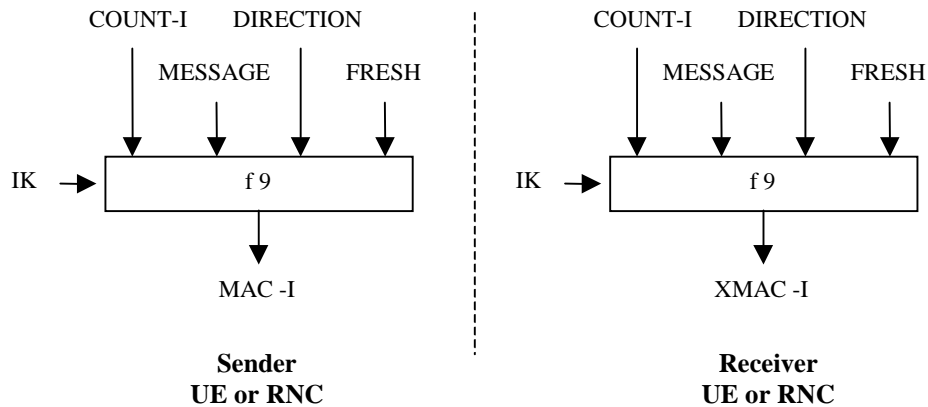 COUNT-I DIRECTION
MESSAGE FRESH
IK f 9
MAC -I
Sender
UE or RNC
COUNT-I DIRECTION
MESSAGE FRESH
IK f 9
XMAC -I
Receiver
UE or RNC